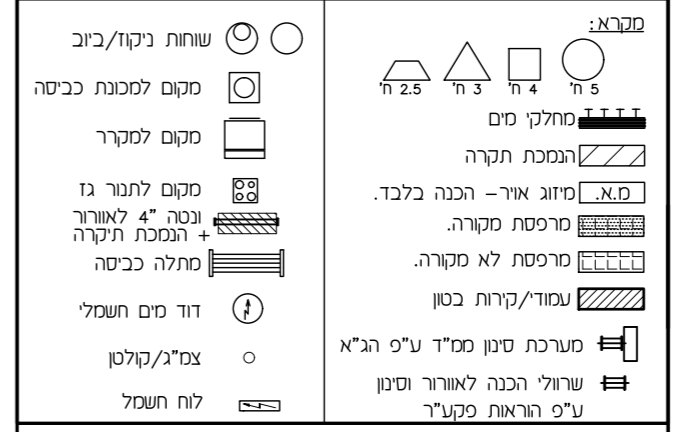 מקרא:
5 ח' 4 ח' 3 ח' 2.5 ח'
מחלקי מים
הנמכת תקרה
מ.א. מיזוג אויר- הכנה בלבד.
מרפסת מקורה.
מרפסת לא מקורה.
עמודי/קירות בטון
מערכת סינון ממ"ד ע"פ הג"א
שרוולי הכנה לאוורור וסינון
ע"פ הוראות פקע"ר
שוחות ניקוז/ביוב
מקום למכונת כביסה
מקום למקרר
מקום לתנור גז
ונטה 4" לאוורור
+ הנמכת תיקרה
מתלה כביסה
דוד מים חשמלי
צמ"ג/קולטן
לוח חשמל